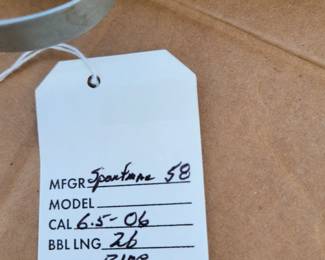 MFGR Sportsman 58
MODEL
CAL 6.5-06
BBL LNG 26